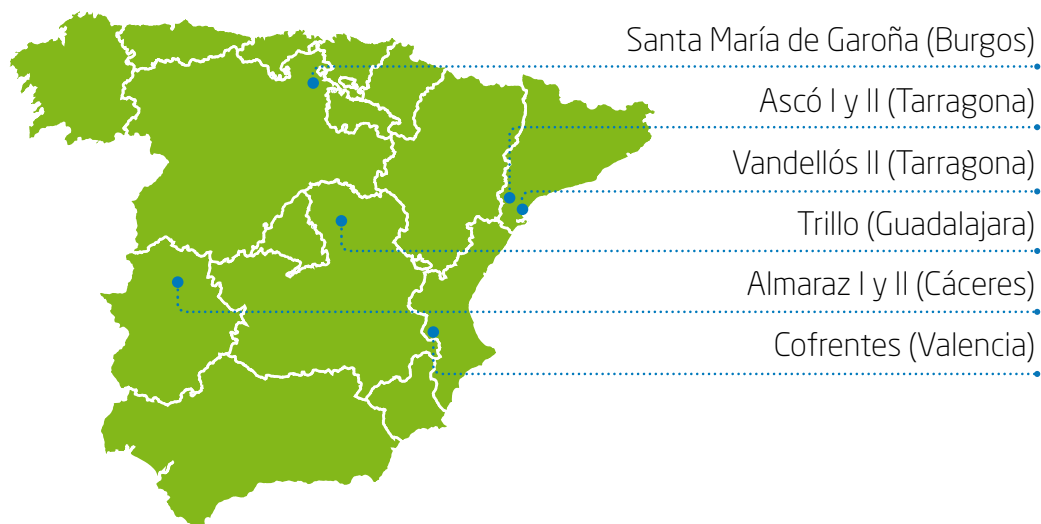 Santa María de Garoña (Burgos)
Ascó I y II (Tarragona)
Vandellós II (Tarragona)
Trillo (Guadalajara)
Almaraz I y II (Cáceres)
Cofrentes (Valencia)